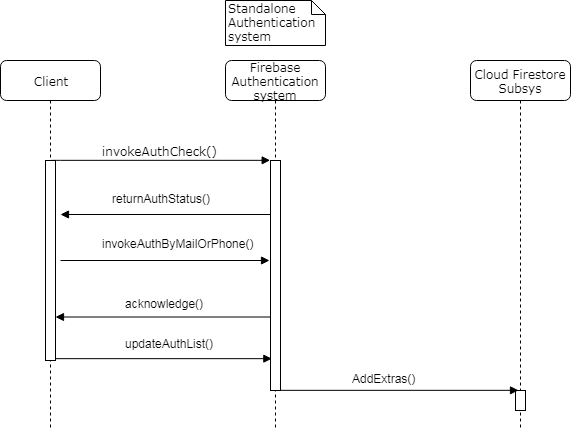 Standalone
Authentication
system
Client
Firebase
Authentication
system
Cloud Firestore
Subsys
invokeAuthCheck()
returnAuthStatus()
invokeAuthByMailOrPhone()
acknowledge()
updateAuthList()
AddExtras()